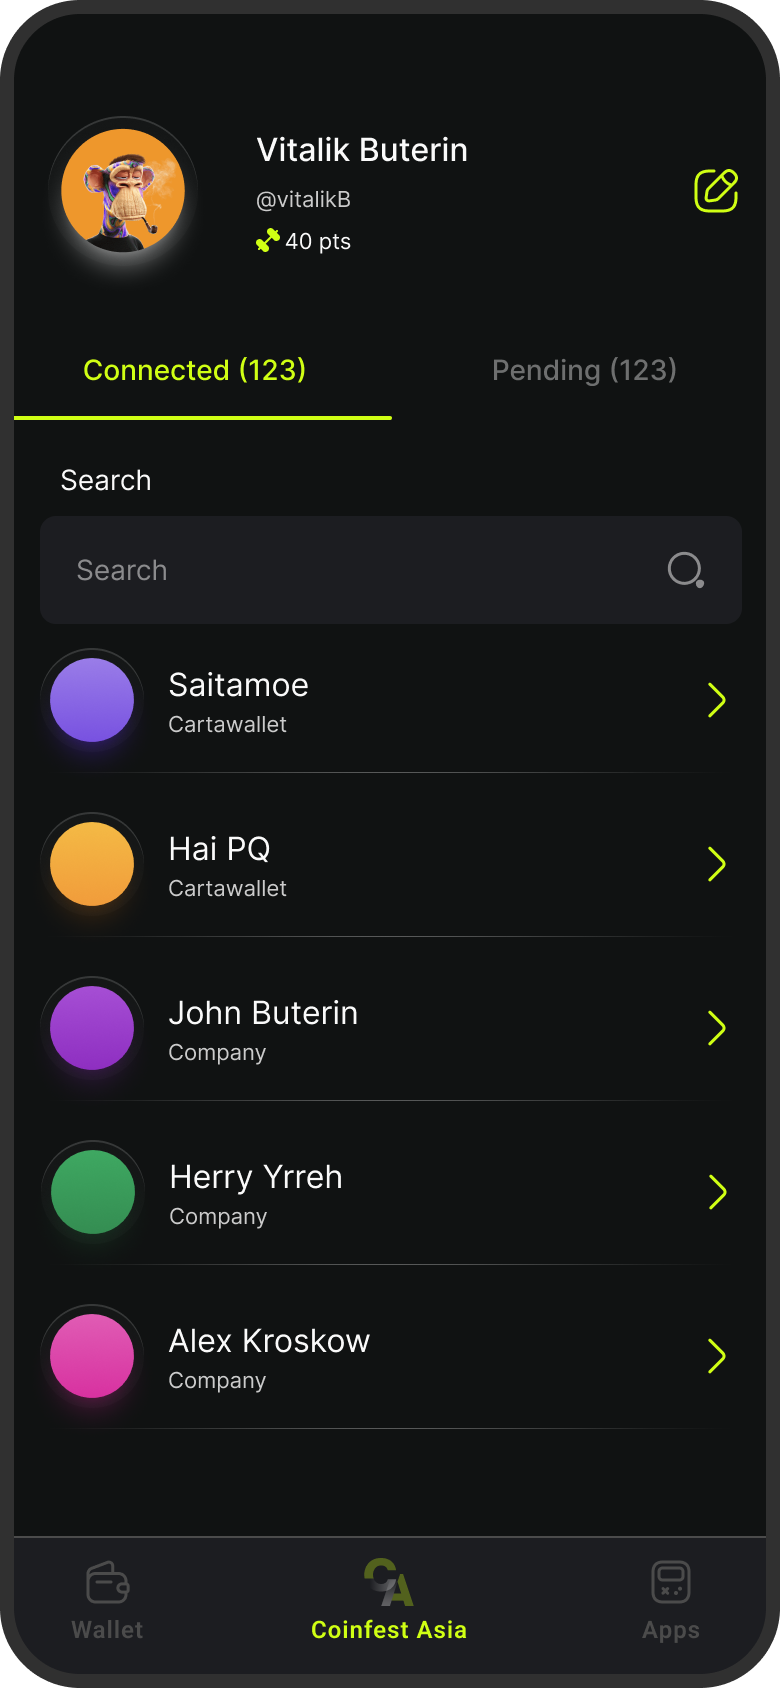 Vitalik Buterin
@vitalikB
40 pts
Connected (123)
Pending (123)
Search
Search
Saitamoe
Cartawallet
Hai PQ
Cartawallet
John Buterin
Company
Herry Yrreh
Company
Alex Kroskow
Company
CA
Wallet
Coinfest Asia
Apps